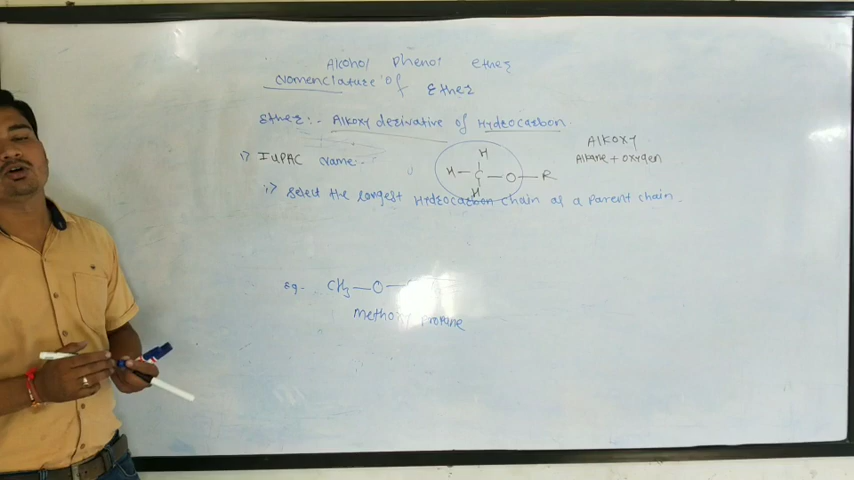 Alcohol Phenol ether
Nomenclature of Ether
Ether:- Alkoxy derivative of Hydrocarbon.
Alkoxy
Alkane + oxygen
1) IUPAC Name:-
H
H - C - O - R
H
i) Select the longest Hydrocarbon chain as a parent chain.
eg. CH3 - O -
Methoxy propane